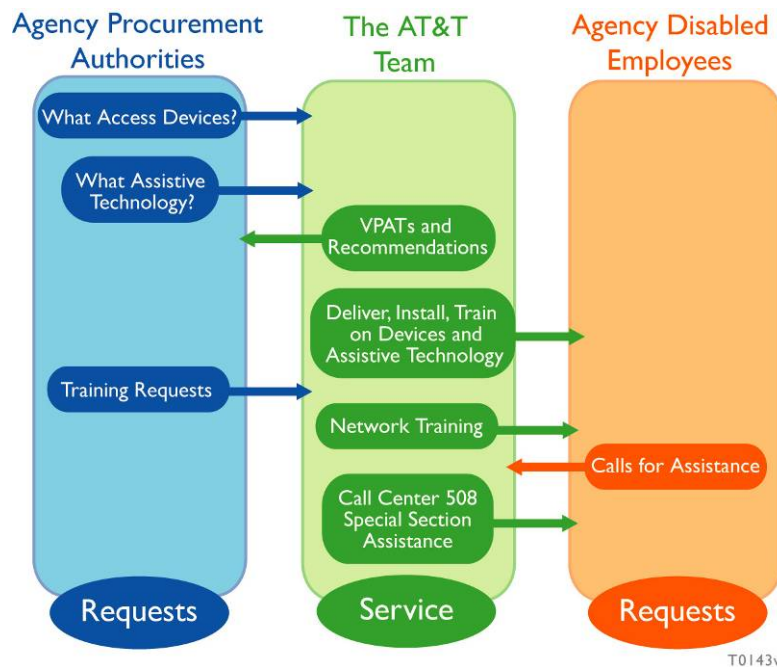 Agency Procurement
Authorities
The AT&T
Team
Agency Disabled
Employees
What Access Devices?
What Assistive
Technology?
VPATs and
Recommendations
Deliver, Install, Train
on Devices and
Assistive Technology
Training Requests
Network Training
Calls for Assistance
Call Center 508
Special Section
Assistance
Requests
Service
Requests